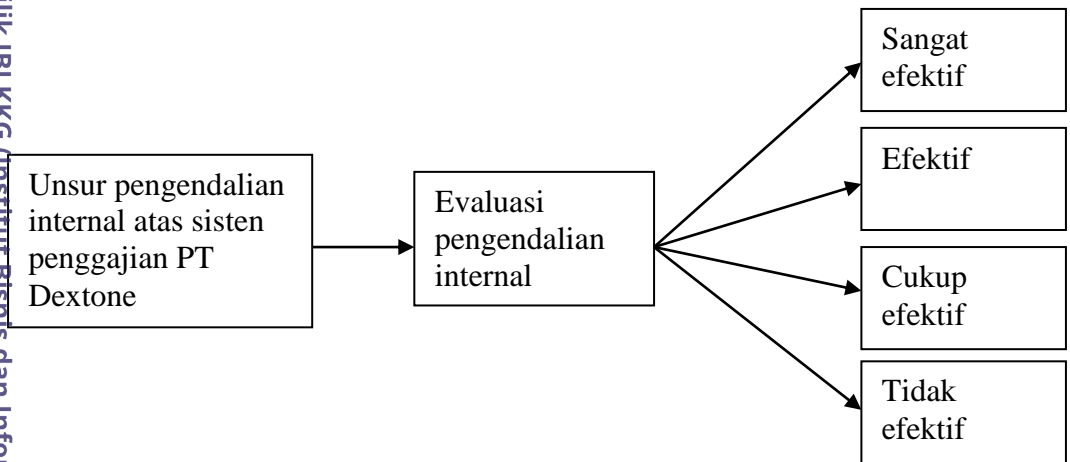 Unsur pengendalian
internal atas sisten
penggajian PT
Dextone
Evaluasi
pengendalian
internal
Sangat
efektif
Efektif
Cukup
efektif
Tidak
efektif